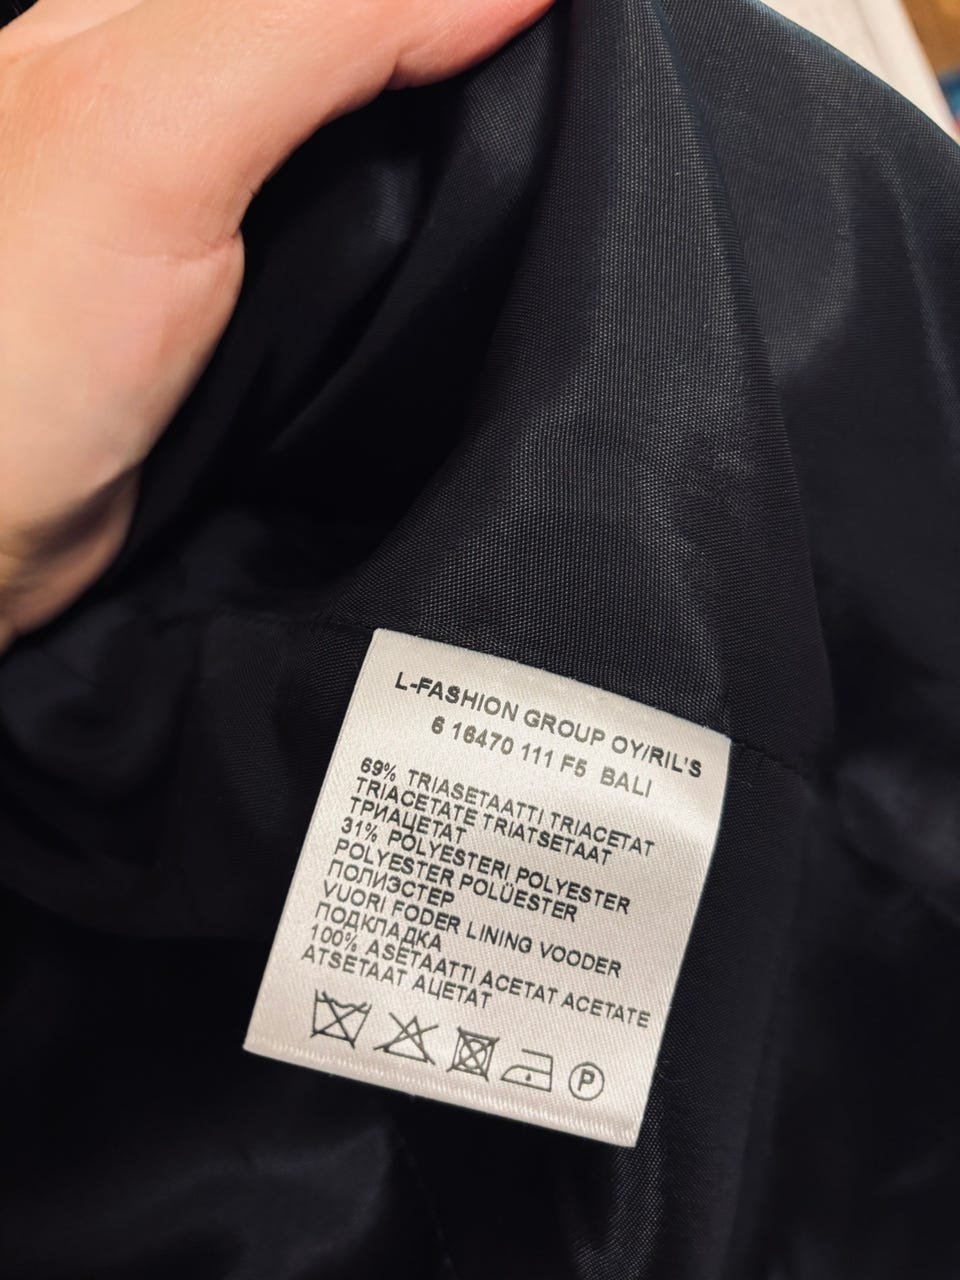 L-FASHION GROUP OY/RIL'S
6 16470 111 F5 BALI
69% TRIASETAATTI TRIACETAT
TRIACETATE TRIATSETAAT
ТРИАЦЕТАТ
31% POLYESTERI POLYESTER
POLYESTER POLÜESTER
ПОЛИЭСТЕР
VUORI FODER LINING VOODER
ПОДКЛАДКА
100% ASETAATTI ACETAT ACETATE
ATSETAAT АЦЕТАТ
P